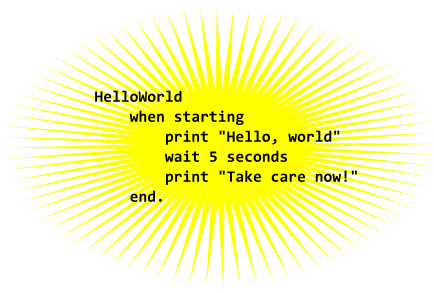 HelloWorld
    when starting
        print "Hello, world"
        wait 5 seconds
        print "Take care now!"
    end.